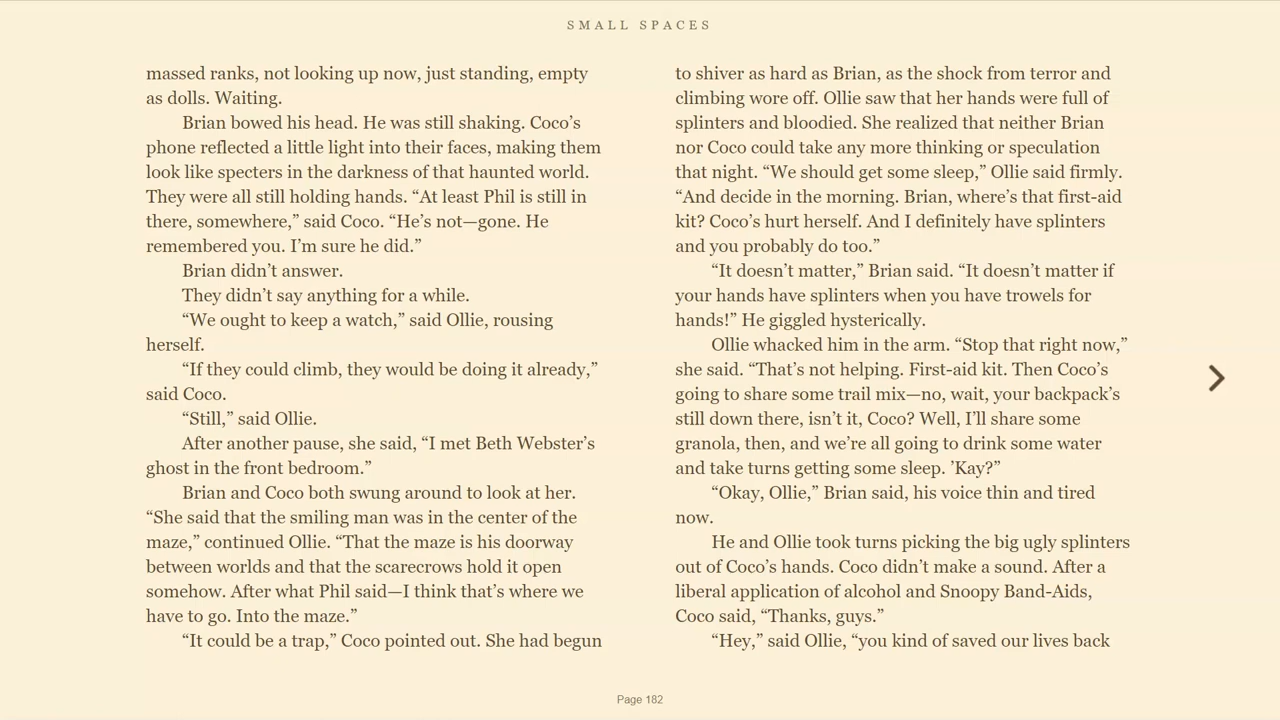 SMALL SPACES
massed ranks, not looking up now, just standing, empty
as dolls. Waiting.
Brian bowed his head. He was still shaking. Coco’s
phone reflected a little light into their faces, making them
look like specters in the darkness of that haunted world.
They were all still holding hands. “At least Phil is still in
there, somewhere,” said Coco. “He’s not—gone. He
remembered you. I’m sure he did.”
Brian didn’t answer.
They didn’t say anything for a while.
“We ought to keep a watch,” said Ollie, rousing
herself.
“If they could climb, they would be doing it already,”
said Coco.
“Still,” said Ollie.
After another pause, she said, “I met Beth Webster’s
ghost in the front bedroom.”
Brian and Coco both swung around to look at her.
“She said that the smiling man was in the center of the
maze,” continued Ollie. “That the maze is his doorway
between worlds and that the scarecrows hold it open
somehow. After what Phil said—I think that’s where we
have to go. Into the maze.”
“It could be a trap,” Coco pointed out. She had begun
to shiver as hard as Brian, as the shock from terror and
climbing wore off. Ollie saw that her hands were full of
splinters and bloodied. She realized that neither Brian
nor Coco could take any more thinking or speculation
that night. “We should get some sleep,” Ollie said firmly.
“And decide in the morning. Brian, where’s that first-aid
kit? Coco’s hurt herself. And I definitely have splinters
and you probably do too.”
“It doesn’t matter,” Brian said. “It doesn’t matter if
your hands have splinters when you have trowels for
hands!” He giggled hysterically.
Ollie whacked him in the arm. “Stop that right now,”
she said. “That’s not helping. First-aid kit. Then Coco’s
going to share some trail mix—no, wait, your backpack’s
still down there, isn’t it, Coco? Well, I’ll share some
granola, then, and we’re all going to drink some water
and take turns getting some sleep. ’Kay?”
“Okay, Ollie,” Brian said, his voice thin and tired
now.
He and Ollie took turns picking the big ugly splinters
out of Coco’s hands. Coco didn’t make a sound. After a
liberal application of alcohol and Snoopy Band-Aids,
Coco said, “Thanks, guys.”
“Hey,” said Ollie, “you kind of saved our lives back
Page 182